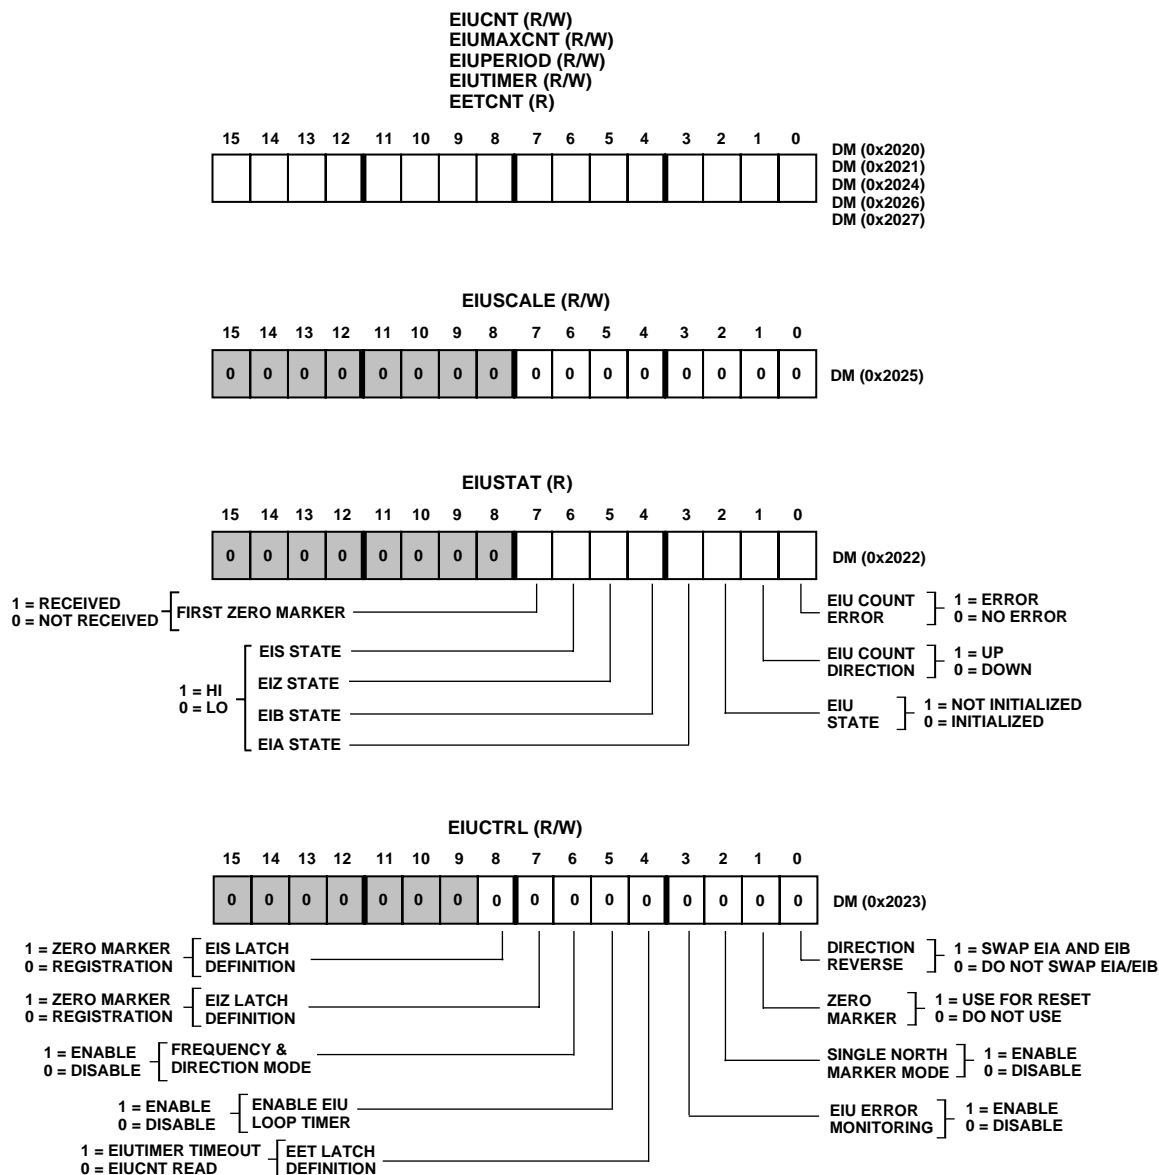 EIUCNT (R/W)
EIUMAXCNT (R/W)
EIUPERIOD (R/W)
EIUTIMER (R/W)
EETCNT (R)
15 14 13 12 11 10 9 8 7 6 5 4 3 2 1 0
DM (0x2020)
DM (0x2021)
DM (0x2024)
DM (0x2026)
DM (0x2027)
EIUSCALE (R/W)
15 14 13 12 11 10 9 8 7 6 5 4 3 2 1 0
0 0 0 0 0 0 0 0 0 0 0 0 0 0 0 0 DM (0x2025)
EIUSTAT (R)
15 14 13 12 11 10 9 8 7 6 5 4 3 2 1 0
0 0 0 0 0 0 0 0 DM (0x2022)
1 = RECEIVED
0 = NOT RECEIVED
FIRST ZERO MARKER
EIS STATE
EIZ STATE
EIB STATE
EIA STATE
1 = HI
0 = LO
EIU COUNT
ERROR
1 = ERROR
0 = NO ERROR
EIU COUNT
DIRECTION
1 = UP
0 = DOWN
EIU
STATE
1 = NOT INITIALIZED
0 = INITIALIZED
EIUCTRL (R/W)
15 14 13 12 11 10 9 8 7 6 5 4 3 2 1 0
0 0 0 0 0 0 0 0 0 0 0 0 0 0 0 0 DM (0x2023)
1 = ZERO MARKER
0 = REGISTRATION
EIS LATCH
DEFINITION
1 = ZERO MARKER
0 = REGISTRATION
EIZ LATCH
DEFINITION
1 = ENABLE
0 = DISABLE
FREQUENCY &
DIRECTION MODE
1 = ENABLE
0 = DISABLE
ENABLE EIU
LOOP TIMER
1 = EIUTIMER TIMEOUT
0 = EIUCNT READ
EET LATCH
DEFINITION
DIRECTION
REVERSE
1 = SWAP EIA AND EIB
0 = DO NOT SWAP EIA/EIB
ZERO
MARKER
1 = USE FOR RESET
0 = DO NOT USE
SINGLE NORTH
MARKER MODE
1 = ENABLE
0 = DISABLE
EIU ERROR
MONITORING
1 = ENABLE
0 = DISABLE